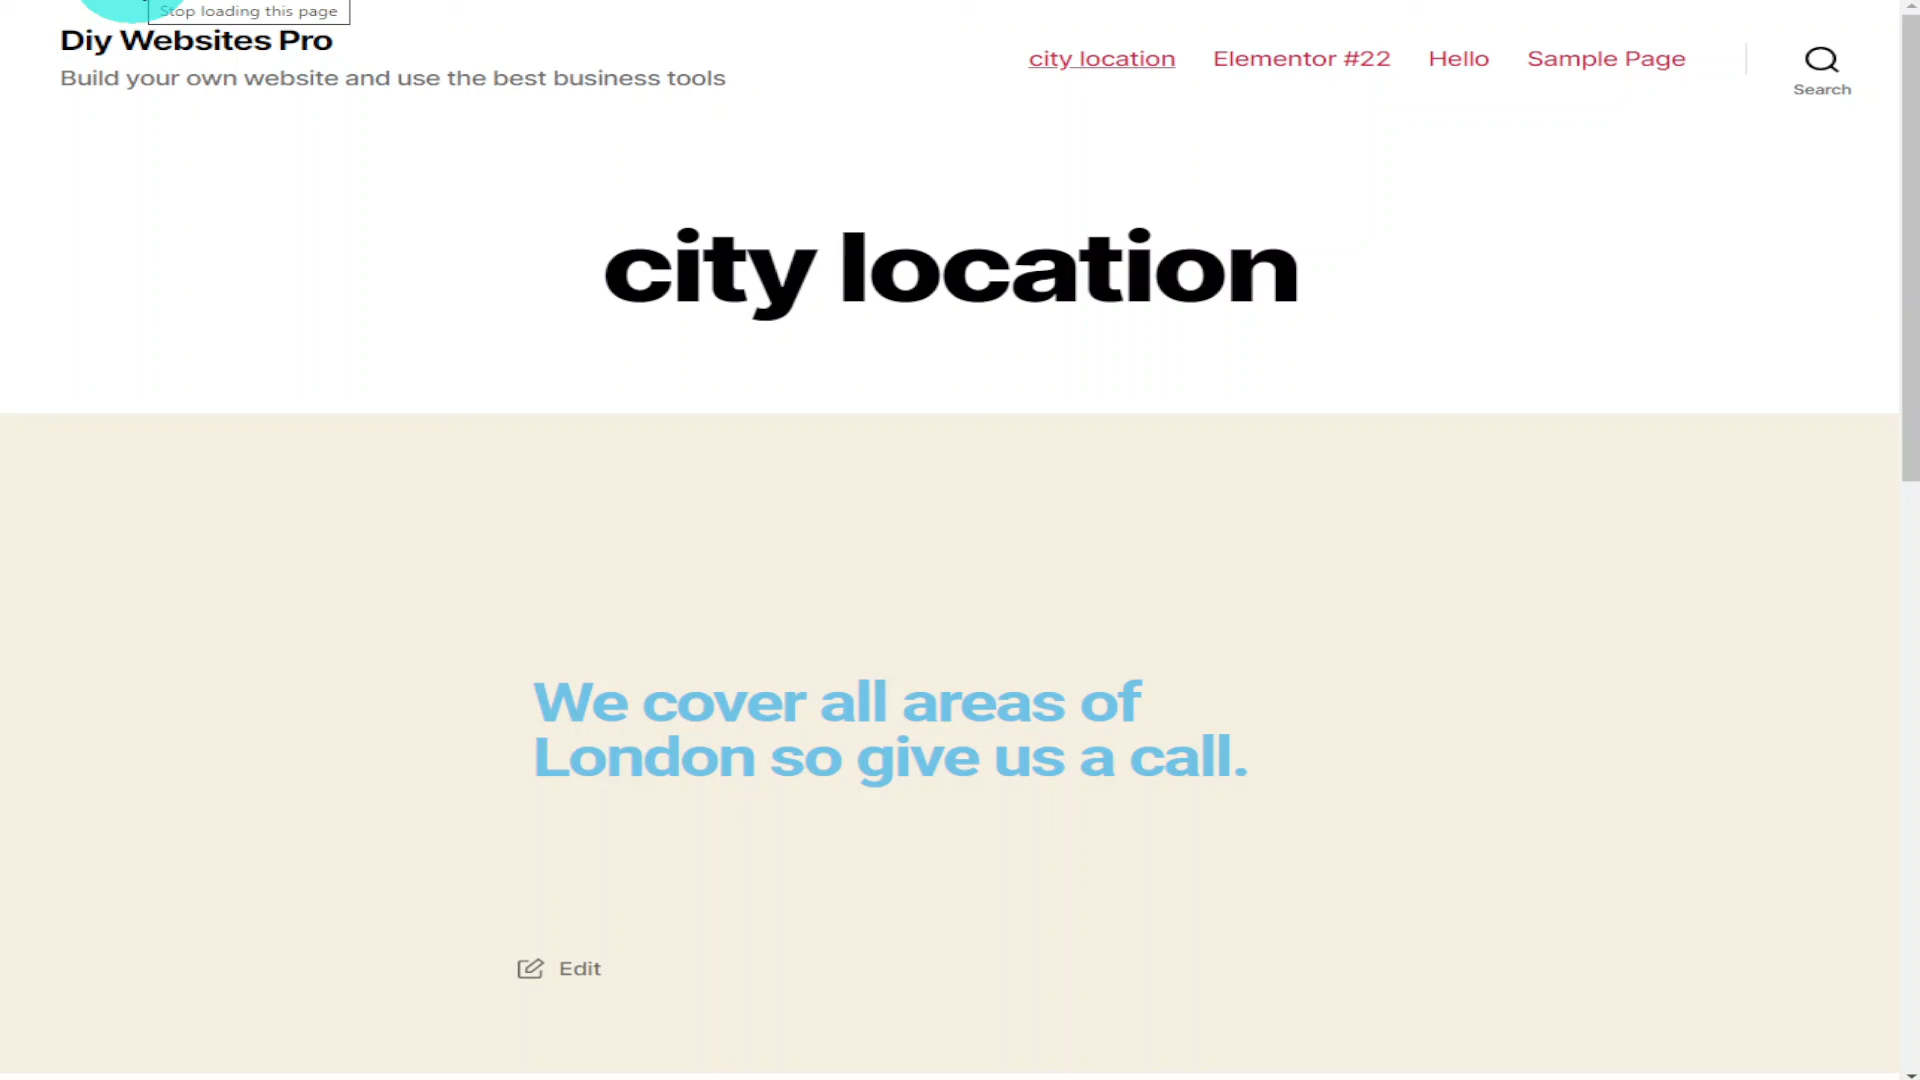 Stop loading this page
Diy Websites Pro
Build your own website and use the best business tools
city location Elementor #22 Hello Sample Page
Search
city location
We cover all areas of
London so give us a call.
Edit